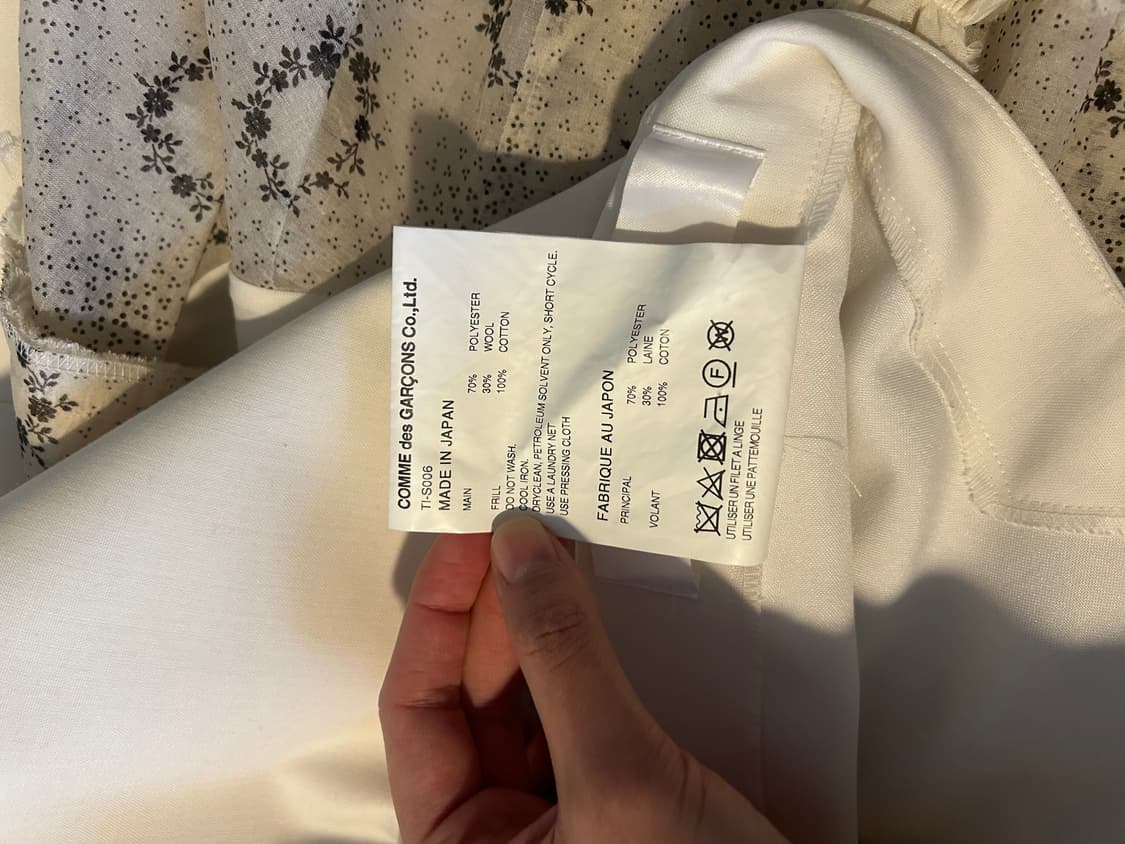 COMME des GARÇONS Co.,Ltd.
TI-S006
MADE IN JAPAN
MAIN 70% POLYESTER
30% WOOL
FRILL 100% COTTON
DO NOT WASH.
COOL IRON.
DRYCLEAN, PETROLEUM SOLVENT ONLY, SHORT CYCLE.
USE A LAUNDRY NET
USE PRESSING CLOTH
FABRIQUE AU JAPON
PRINCIPAL 70% POLYESTER
30% LAINE
VOLANT 100% COTON
F
UTILISER UN FILET A LINGE
UTILISER UNE PATTEMOUILLE